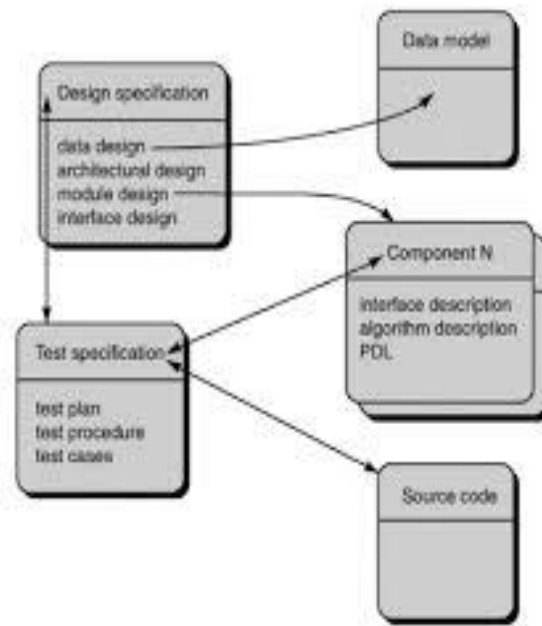 Data model
Design specification
data design
architectural design
module design
interface design
Component N
interface description
algorithm description
PDL
Test specification
test plan
test procedure
test cases
Source code